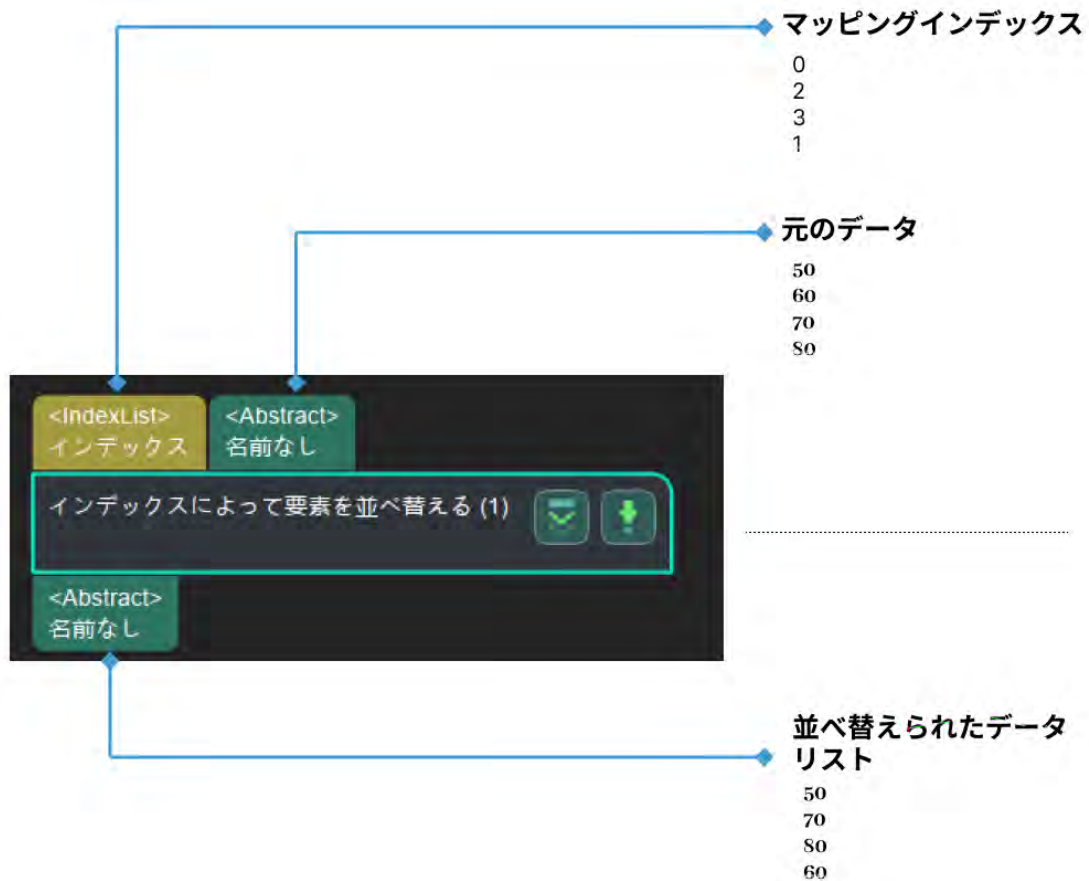 マッピングインデックス
0
2
3
1
元のデータ
50
60
70
80
<IndexList>
インデックス
<Abstract>
名前なし
インデックスによって要素を並べ替える (1)
<Abstract>
名前なし
並べ替えられたデータ
リスト
50
70
80
60